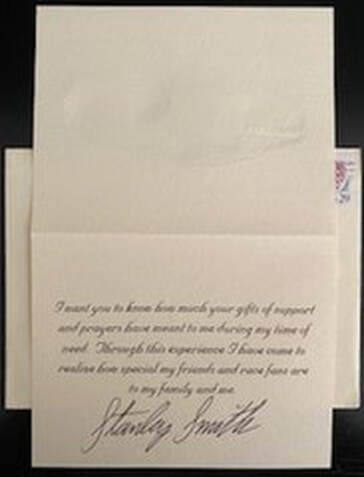 I want you to know how much your gifts of support
and prayers have meant to me during my time of
need. Through this experience I have come to
realize how special my friends and race fans are
to my family and me.
Stanley Smith